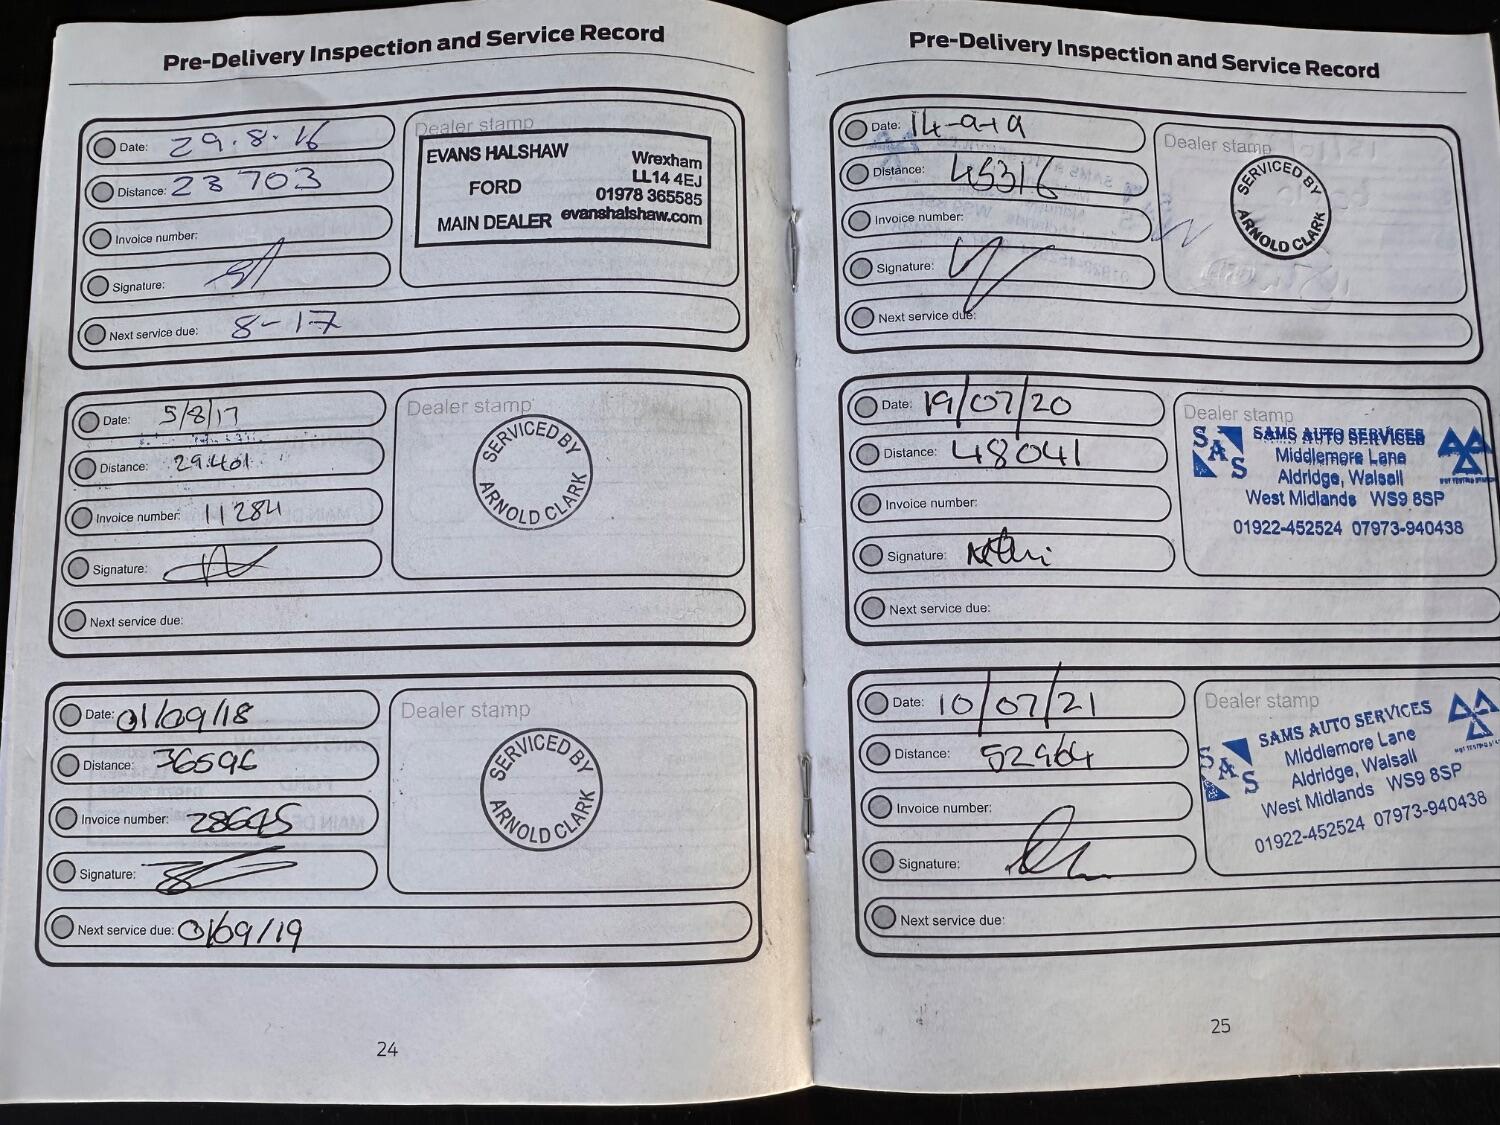 Pre-Delivery Inspection and Service Record
Date: 29.8.16
Distance: 23703
Invoice number:
Signature:
Next service due: 8-17
Dealer stamp
EVANS HALSHAW
FORD
MAIN DEALER
Wrexham
LL14 4EJ
01978 365585
evanshalshaw.com
Date: 5/8/17
Distance: 29.401
Invoice number: 11284
Signature:
Next service due:
Dealer stamp
SERVICED BY
ARNOLD CLARK
Date: 01/09/18
Distance: 36596
Invoice number: 28695
Signature:
Next service due: 01/09/19
Dealer stamp
SERVICED BY
ARNOLD CLARK
24
Pre-Delivery Inspection and Service Record
Date: 14-9-19
Distance: 45316
Invoice number:
Signature:
Next service due:
Dealer stamp
SERVICED BY
ARNOLD CLARK
Date: 19/07/20
Distance: 48041
Invoice number:
Signature:
Next service due:
Dealer stamp
SAS
SAMS AUTO SERVICES
Middlemore Lane
Aldridge, Walsall
West Midlands WS9 8SP
01922-452524 07973-940438
Date: 10/07/21
Distance: 52964
Invoice number:
Signature:
Next service due:
Dealer stamp
SAS
SAMS AUTO SERVICES
Middlemore Lane
Aldridge, Walsall
West Midlands WS9 8SP
01922-452524 07973-940438
25